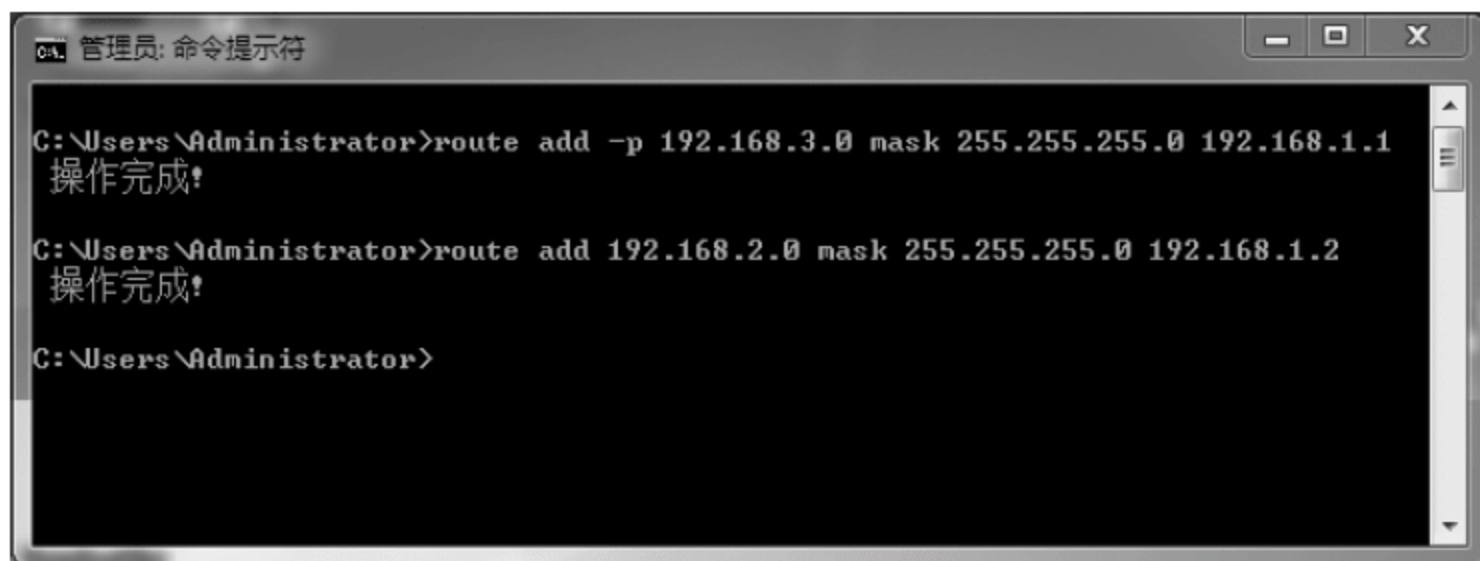 管理员: 命令提示符
C:\Users\Administrator>route add -p 192.168.3.0 mask 255.255.255.0 192.168.1.1
操作完成!
C:\Users\Administrator>route add 192.168.2.0 mask 255.255.255.0 192.168.1.2
操作完成!
C:\Users\Administrator>